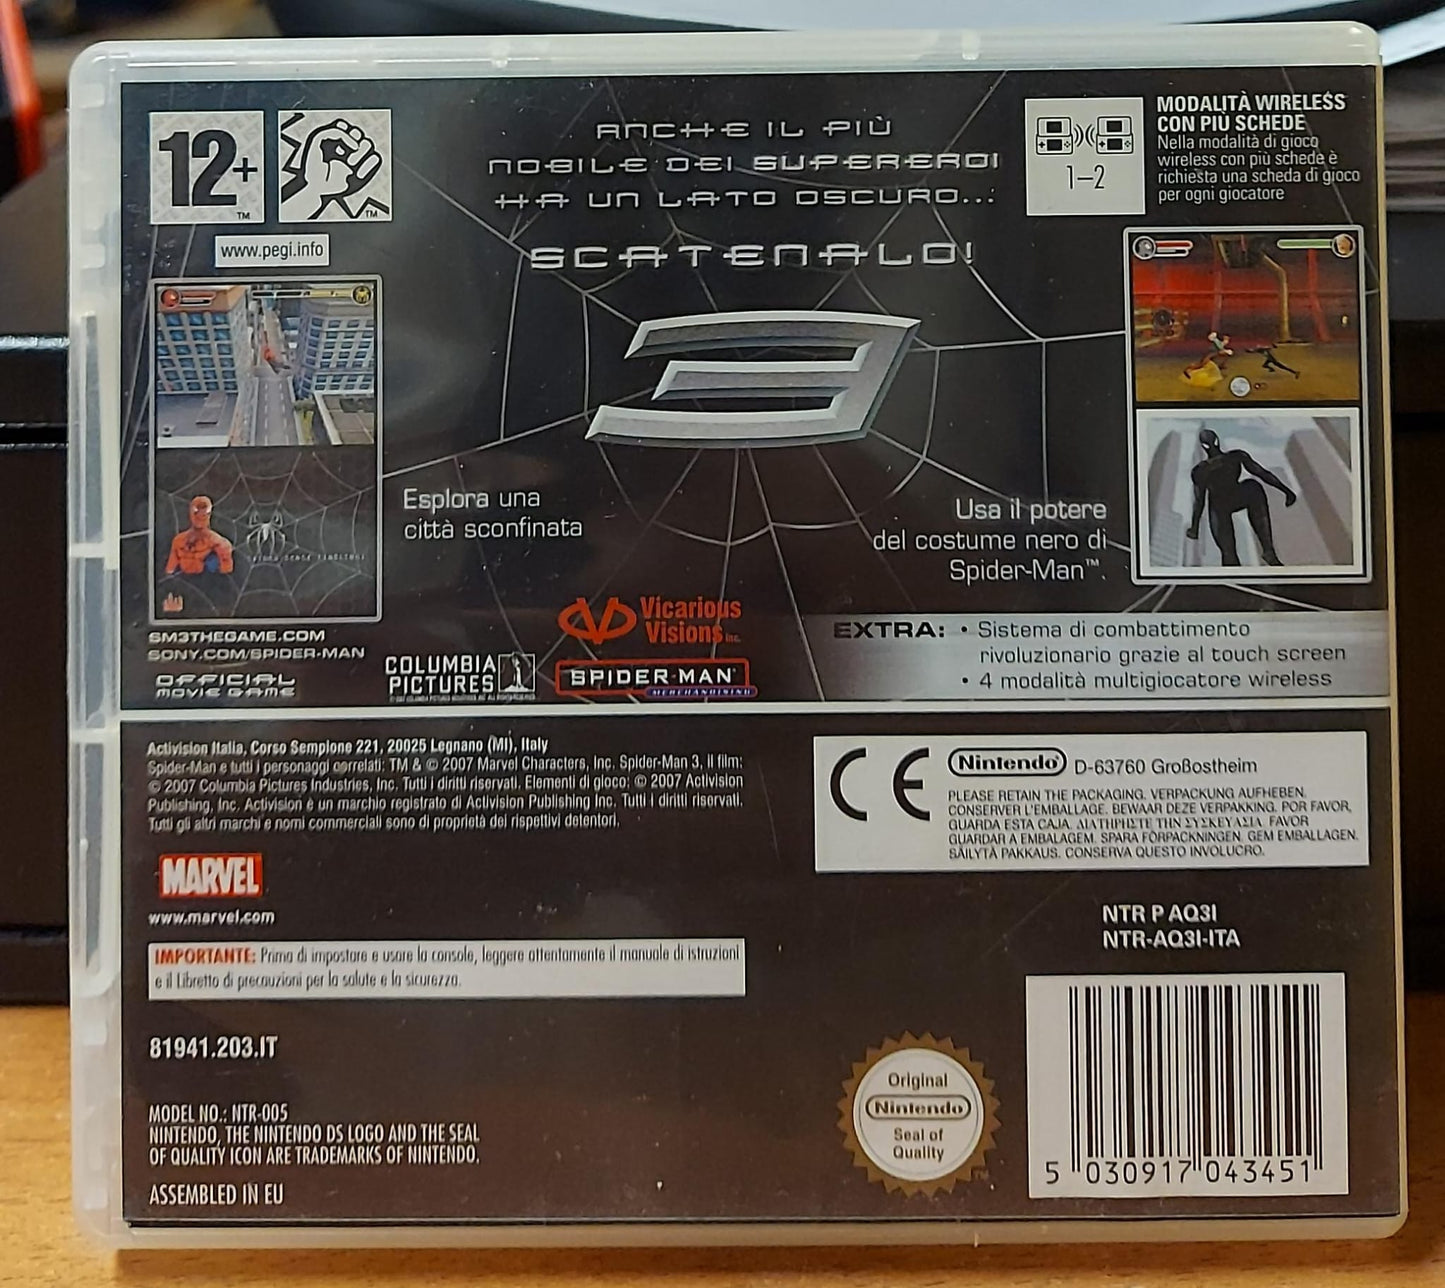 12+
TM
TM
www.pegi.info
ANCHE IL PIÙ
NOBILE DEI SUPEREROI
HA UN LATO OSCURO...
SCATENALO!
3
1-2
MODALITÀ WIRELESS
CON PIÙ SCHEDE
Nella modalità di gioco
wireless con più schede è
richiesta una scheda di gioco
per ogni giocatore
Esplora una
città sconfinata
Usa il potere
del costume nero di
Spider-Man™.
SM3THEGAME.COM
SONY.COM/SPIDER-MAN
OFFICIAL
MOVIE GAME
COLUMBIA
PICTURES
Vicarious
Visions Inc.
SPIDER-MAN
MERCHANDISING
EXTRA: • Sistema di combattimento
rivoluzionario grazie al touch screen
• 4 modalità multigiocatore wireless
Activision Italia, Corso Sempione 221, 20025 Legnano (MI), Italy
Spider-Man e tutti i personaggi correlati: TM & © 2007 Marvel Characters, Inc. Spider-Man 3, il film:
© 2007 Columbia Pictures Industries, Inc. Tutti i diritti riservati. Elementi di gioco: © 2007 Activision
Publishing, Inc. Activision è un marchio registrato di Activision Publishing Inc. Tutti i diritti riservati.
Tutti gli altri marchi e nomi commerciali sono di proprietà dei rispettivi detentori.
MARVEL
www.marvel.com
IMPORTANTE: Prima di impostare e usare la console, leggere attentamente il manuale di istruzioni
e il Libretto di precauzioni per la salute e la sicurezza.
81941.203.IT
MODEL NO.: NTR-005
NINTENDO, THE NINTENDO DS LOGO AND THE SEAL
OF QUALITY ICON ARE TRADEMARKS OF NINTENDO.
ASSEMBLED IN EU
CE
Nintendo D-63760 Großostheim
PLEASE RETAIN THE PACKAGING. VERPACKUNG AUFHEBEN.
CONSERVER L'EMBALLAGE. BEWAAR DEZE VERPAKKING. POR FAVOR,
GUARDA ESTA CAJA. ΔΙΑΤΗΡΗΣΤΕ ΤΗΝ ΣΥΣΚΕΥΑΣΙΑ. FAVOR
GUARDAR A EMBALAGEM. SPARA FÖRPACKNINGEN. GEM EMBALLAGEN.
SÄILYTÄ PAKKAUS. CONSERVA QUESTO INVOLUCRO.
NTR P AQ3I
NTR-AQ3I-ITA
Original
Nintendo
Seal of
Quality
5 030917 043451